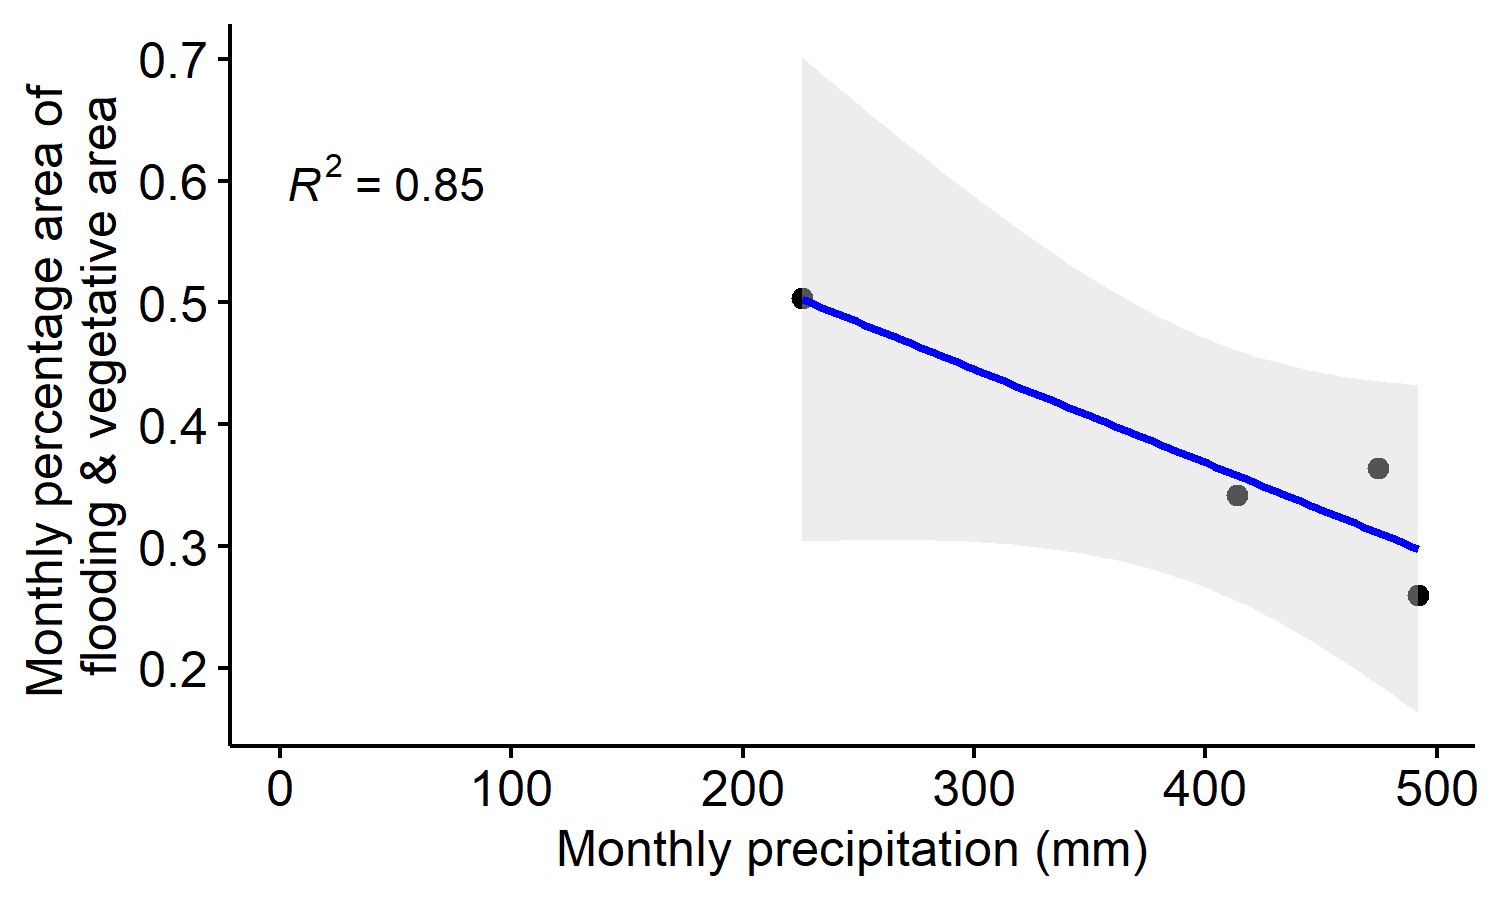 Monthly percentage area of
flooding & vegetative area
0.7
0.6
0.5
0.4
0.3
0.2
R² = 0.85
0 100 200 300 400 500
Monthly precipitation (mm)